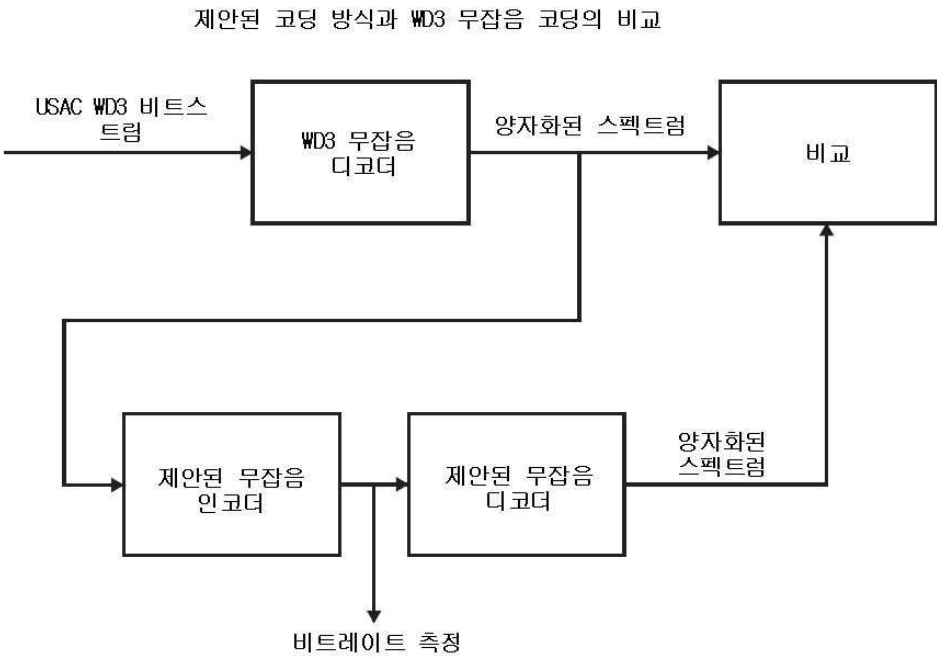 제안된 코딩 방식과 WD3 무잡음 코딩의 비교
USAC WD3 비트스
트림
WD3 무잡음
디코더
양자화된 스펙트럼
비교
제안된 무잡음
인코더
제안된 무잡음
디코더
양자화된
스펙트럼
비트레이트 측정